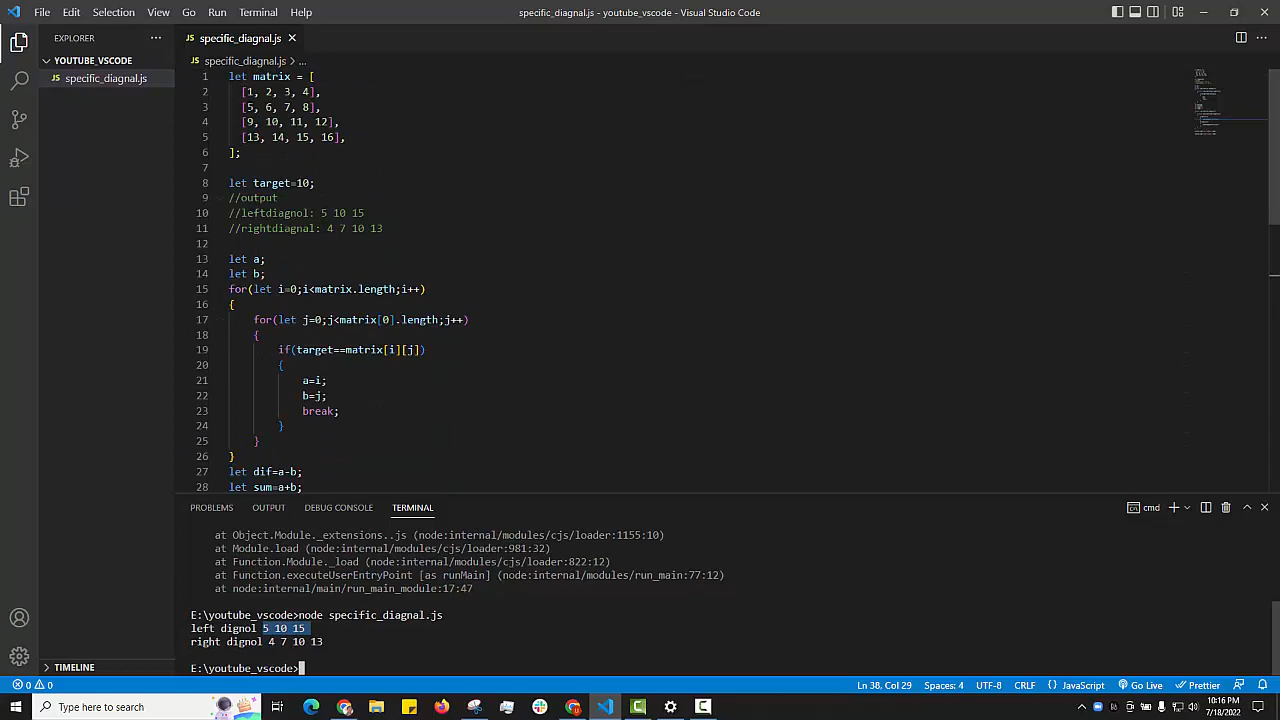 File Edit Selection View Go Run Terminal Help
specific_diagnal.js - youtube_vscode - Visual Studio Code
EXPLORER
YOUTUBE_VSCODE
JS specific_diagnal.js
TIMELINE
JS specific_diagnal.js
JS specific_diagnal.js > ...
1 let matrix = [
2 [1, 2, 3, 4],
3 [5, 6, 7, 8],
4 [9, 10, 11, 12],
5 [13, 14, 15, 16],
6 ];
7
8 let target=10;
9 //output
10 //leftdiagnol: 5 10 15
11 //rightdiagnal: 4 7 10 13
12
13 let a;
14 let b;
15 for(let i=0;i<matrix.length;i++)
16 {
17 for(let j=0;j<matrix[0].length;j++)
18 {
19 if(target==matrix[i][j])
20 {
21 a=i;
22 b=j;
23 break;
24 }
25 }
26 }
27 let dif=a-b;
28 let sum=a+b;
PROBLEMS OUTPUT DEBUG CONSOLE TERMINAL
cmd
at Object.Module._extensions..js (node:internal/modules/cjs/loader:1155:10)
at Module.load (node:internal/modules/cjs/loader:981:32)
at Function.Module._load (node:internal/modules/cjs/loader:822:12)
at Function.executeUserEntryPoint [as runMain] (node:internal/modules/run_main:77:12)
at node:internal/main/run_main_module:17:47
E:\youtube_vscode>node specific_diagnal.js
left dignol 5 10 15
right dignol 4 7 10 13
E:\youtube_vscode>
0 0
Ln 38, Col 29 Spaces: 4 UTF-8 CRLF {} JavaScript Go Live Prettier
Type here to search
10:16 PM
7/18/2022